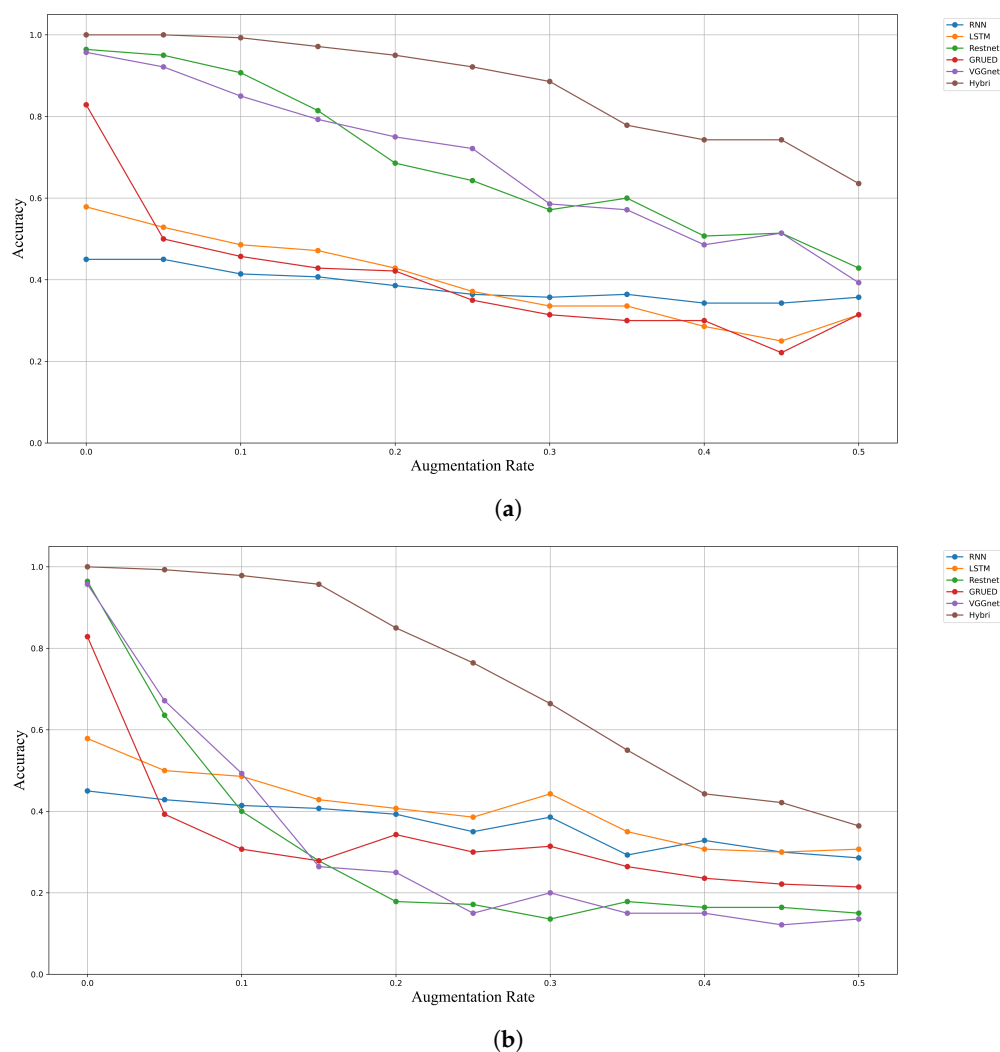 RNN
LSTM
Restnet
GRUED
VGGnet
Hybri
1.0
0.8
0.6
0.4
0.2
0.0
Accuracy
0.0 0.1 0.2 0.3 0.4 0.5
Augmentation Rate
(a)
RNN
LSTM
Restnet
GRUED
VGGnet
Hybri
1.0
0.8
0.6
0.4
0.2
0.0
Accuracy
0.0 0.1 0.2 0.3 0.4 0.5
Augmentation Rate
(b)